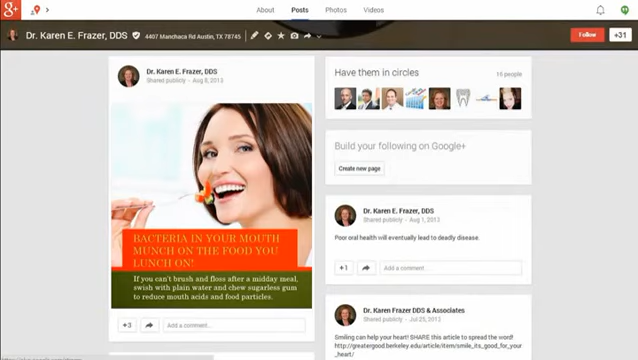 g+
About
Posts
Photos
Videos
Dr. Karen E. Frazer, DDS
4407 Manchaca Rd Austin, TX 78745
Follow
+31
Dr. Karen E. Frazer, DDS
Shared publicly - Aug 8, 2013
BACTERIA IN YOUR MOUTH
MUNCH ON THE FOOD YOU
LUNCH ON!
If you can't brush and floss after a midday meal,
swish with plain water and chew sugarless gum
to reduce mouth acids and food particles.
+3
Add a comment...
Have them in circles
Build your following on Google+
Create new page
Dr. Karen E. Frazer, DDS
Shared publicly - Aug 1, 2013
Poor oral health will eventually lead to deadly disease.
+1
Add a comment...
Dr. Karen Frazer DDS & Associates
Shared publicly - Jul 25, 2013
Smiling can help your heart! SHARE this article to spread the word!
http://greatergood.berkeley.edu/article/item/smile_its_good_for_your
_heart/